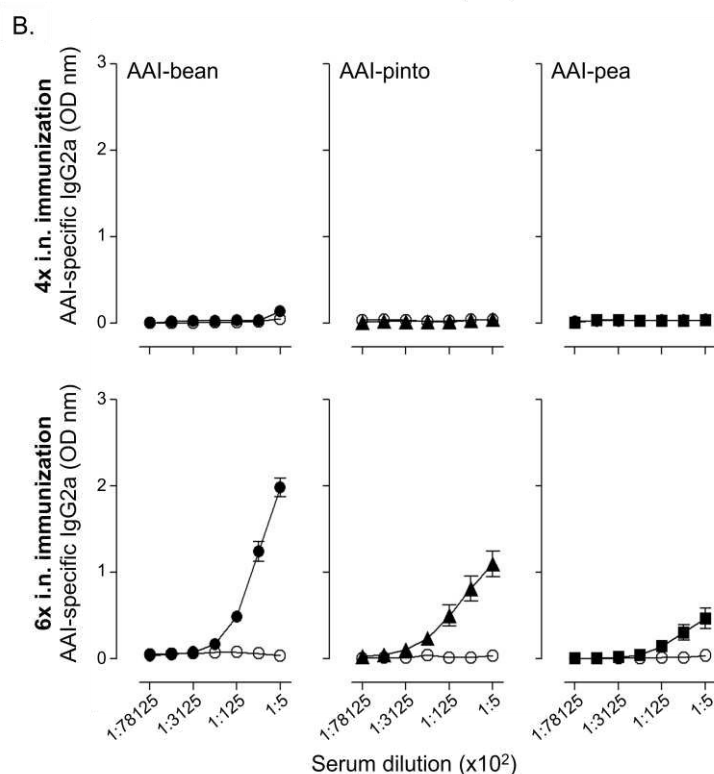 B.
4x i.n. immunization
AAI-specific IgG2a (OD nm)
AAI-bean
AAI-pinto
AAI-pea
3
2
1
0
6x i.n. immunization
AAI-specific IgG2a (OD nm)
3
2
1
0
1:78125
1:3125
1:125
1:5
1:78125
1:3125
1:125
1:5
1:78125
1:3125
1:125
1:5
Serum dilution (x10²)